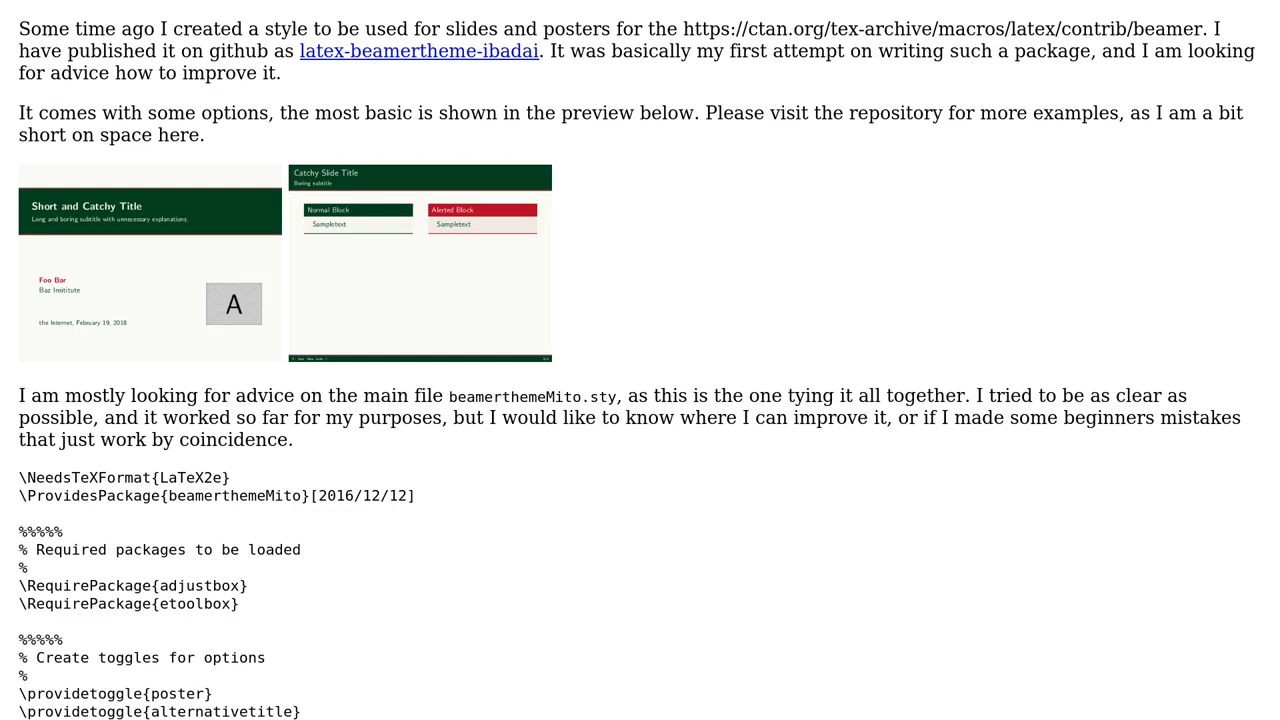 Some time ago I created a style to be used for slides and posters for the https://ctan.org/tex-archive/macros/latex/contrib/beamer. I
have published it on github as latex-beamertheme-ibadai. It was basically my first attempt on writing such a package, and I am looking
for advice how to improve it.
It comes with some options, the most basic is shown in the preview below. Please visit the repository for more examples, as I am a bit
short on space here.
Short and Catchy Title
Long and boring subtitle with unnecessary explanations.
Foo Bar
Baz Insititute
A
the Internet, February 19, 2018
Catchy Slide Title
Boring subtitle
Normal Block
Sampletext
Alerted Block
Sampletext
I am mostly looking for advice on the main file beamerthemeMito.sty, as this is the one tying it all together. I tried to be as clear as
possible, and it worked so far for my purposes, but I would like to know where I can improve it, or if I made some beginners mistakes
that just work by coincidence.
\NeedsTeXFormat{LaTeX2e}
\ProvidesPackage{beamerthemeMito}[2016/12/12]
%%%%%
% Required packages to be loaded
%
\RequirePackage{adjustbox}
\RequirePackage{etoolbox}
%%%%%
% Create toggles for options
%
\providetoggle{poster}
\providetoggle{alternativetitle}